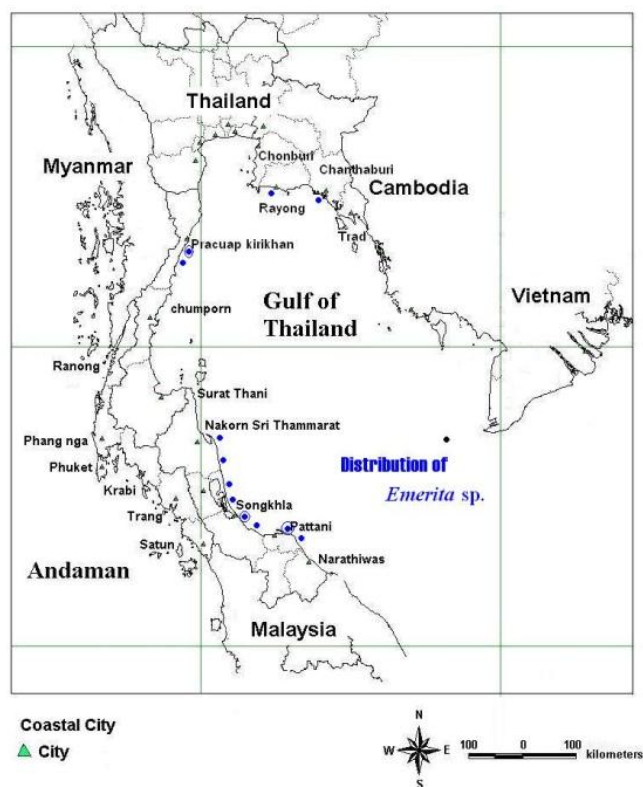 Thailand
Myanmar
Chonburi
Chanthaburi
Cambodia
Rayong
Trad
Pracuap kirikhan
Gulf of
Thailand
Vietnam
chumporn
Ranong
Surat Thani
Nakorn Sri Thammarat
Phang nga
Phuket
Krabi
Trang
Satun
Distribution of
Emerita sp.
Songkhla
Pattani
Narathiwas
Andaman
Malaysia
Coastal City
City
N
W E
S
100 0 100
kilometers